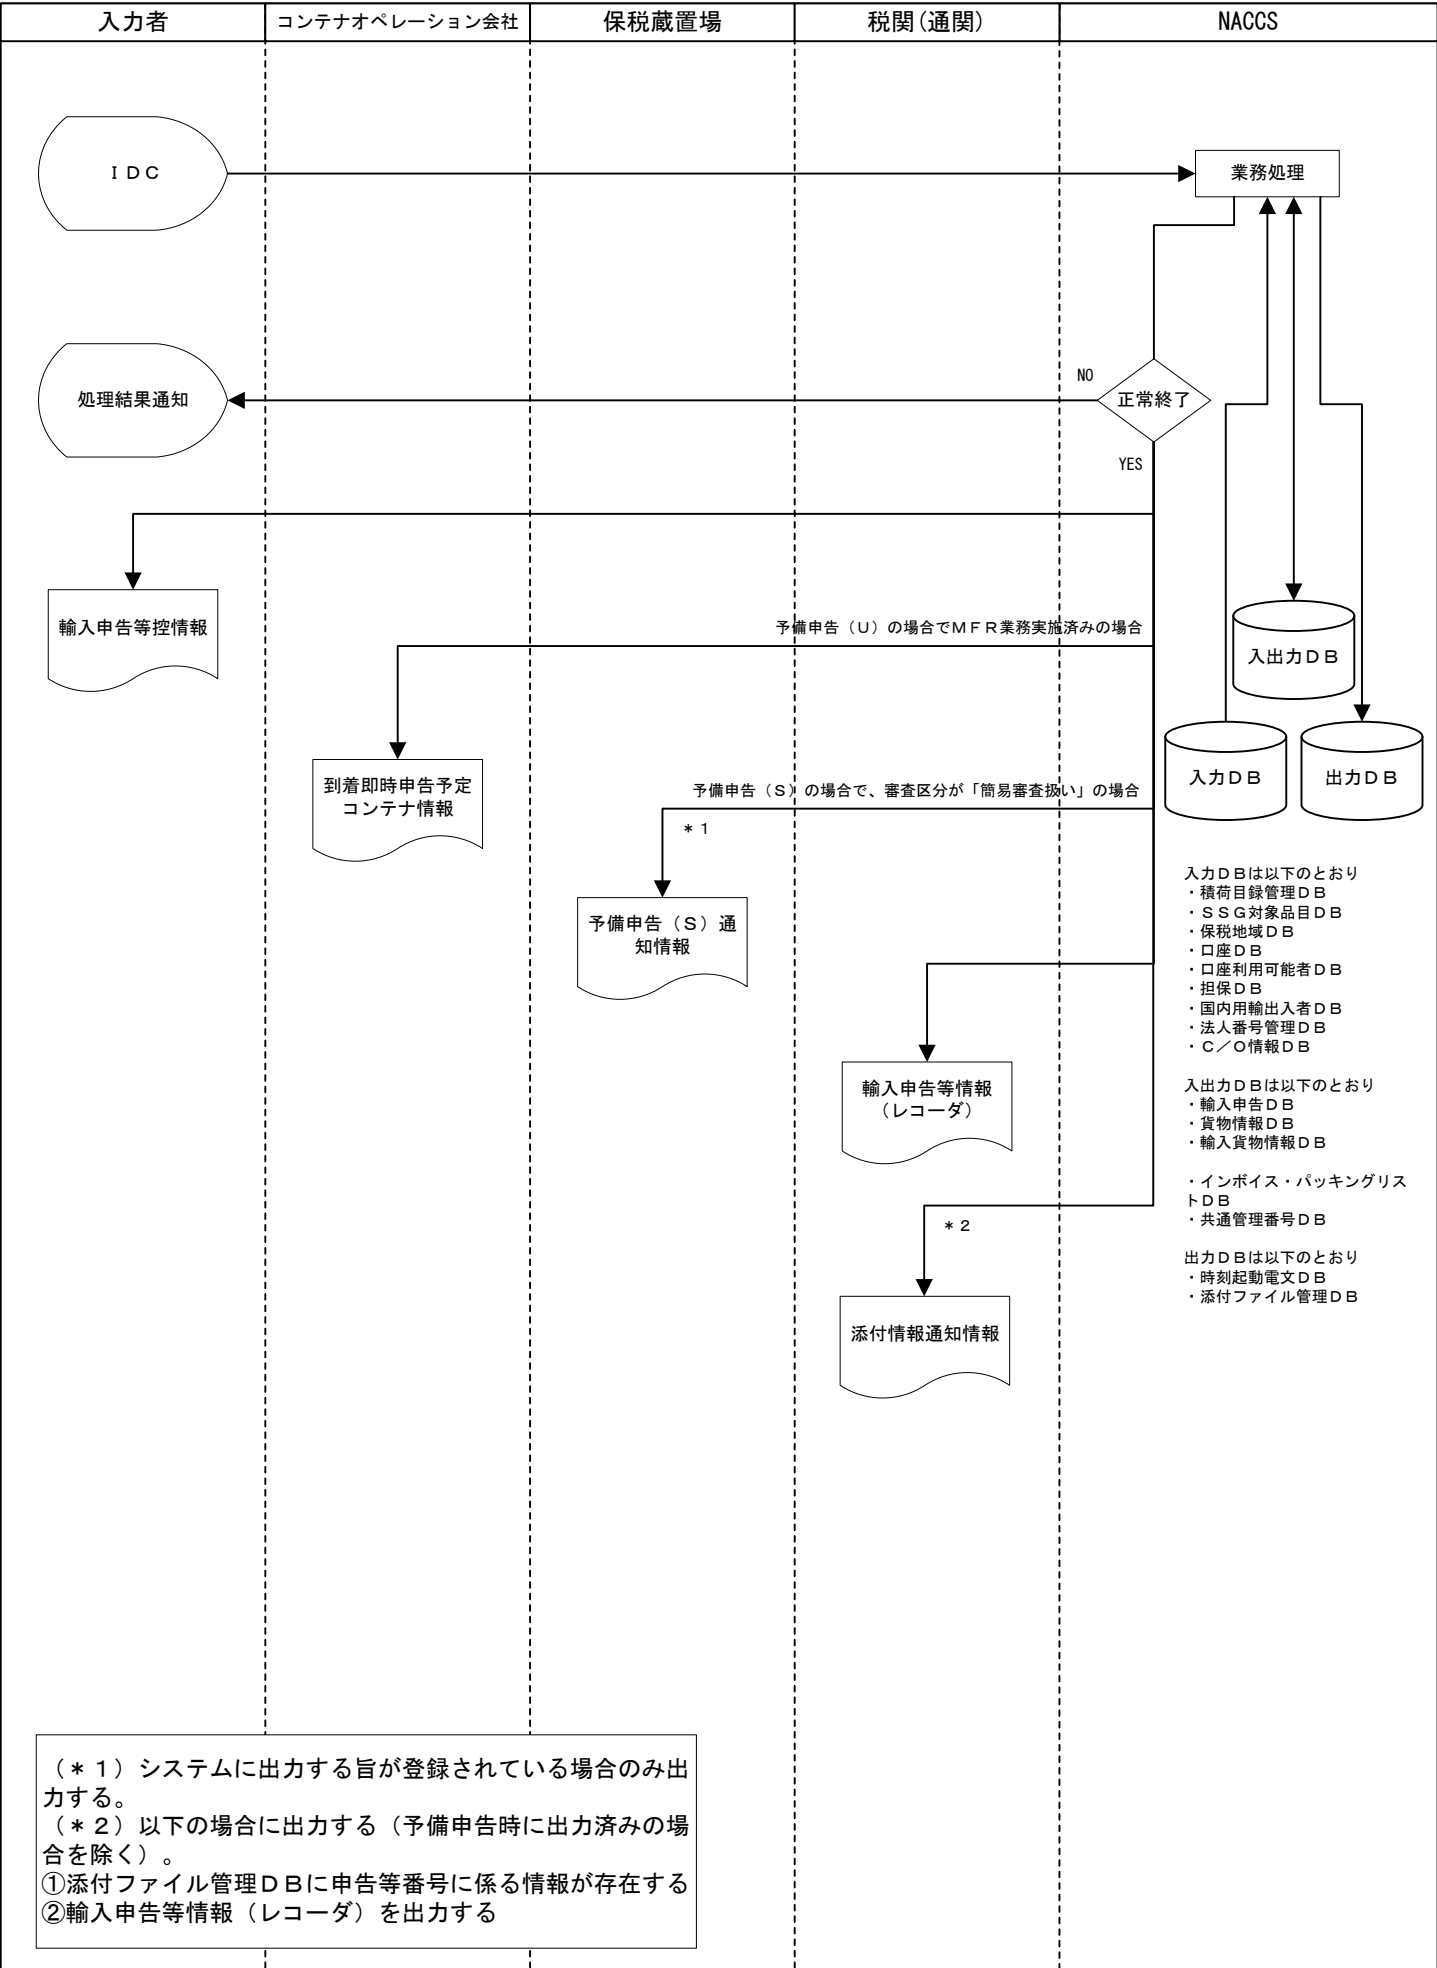 入力者
コンテナオペレーション会社
保税蔵置場
税関(通関)
NACCS
ＩＤＣ
業務処理
処理結果通知
NO
正常終了
YES
輸入申告等控情報
予備申告（Ｕ）の場合でＭＦＲ業務実施済みの場合
入出力ＤＢ
到着即時申告予定
コンテナ情報
入力ＤＢ
出力ＤＢ
予備申告（Ｓ）の場合で、審査区分が「簡易審査扱い」の場合
＊１
予備申告（Ｓ）通
知情報
入力ＤＢは以下のとおり
・積荷目録管理ＤＢ
・ＳＳＧ対象品目ＤＢ
・保税地域ＤＢ
・口座ＤＢ
・口座利用可能者ＤＢ
・担保ＤＢ
・国内用輸出入者ＤＢ
・法人番号管理ＤＢ
・Ｃ／Ｏ情報ＤＢ
入出力ＤＢは以下のとおり
・輸入申告ＤＢ
・貨物情報ＤＢ
・輸入貨物情報ＤＢ
・インボイス・パッキングリス
トＤＢ
・共通管理番号ＤＢ
出力ＤＢは以下のとおり
・時刻起動電文ＤＢ
・添付ファイル管理ＤＢ
輸入申告等情報
（レコーダ）
＊２
添付情報通知情報
（＊１）システムに出力する旨が登録されている場合のみ出
力する。
（＊２）以下の場合に出力する（予備申告時に出力済みの場
合を除く）。
①添付ファイル管理ＤＢに申告等番号に係る情報が存在する
②輸入申告等情報（レコーダ）を出力する